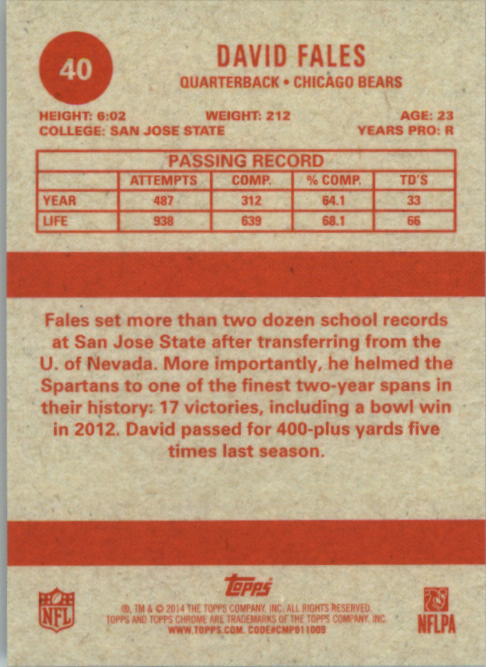 40
DAVID FALES
QUARTERBACK • CHICAGO BEARS
HEIGHT: 6:02 WEIGHT: 212 AGE: 23
COLLEGE: SAN JOSE STATE YEARS PRO: R
PASSING RECORD
ATTEMPTS COMP. % COMP. TD'S
YEAR 487 312 64.1 33
LIFE 938 639 68.1 66
Fales set more than two dozen school records
at San Jose State after transferring from the
U. of Nevada. More importantly, he helmed the
Spartans to one of the finest two-year spans in
their history: 17 victories, including a bowl win
in 2012. David passed for 400-plus yards five
times last season.
NFL
Topps
NFLPA
®, TM & © 2014 THE TOPPS COMPANY, INC. ALL RIGHTS RESERVED.
TOPPS AND TOPPS CHROME ARE TRADEMARKS OF THE TOPPS COMPANY, INC.
WWW.TOPPS.COM. CODE#CMP011009